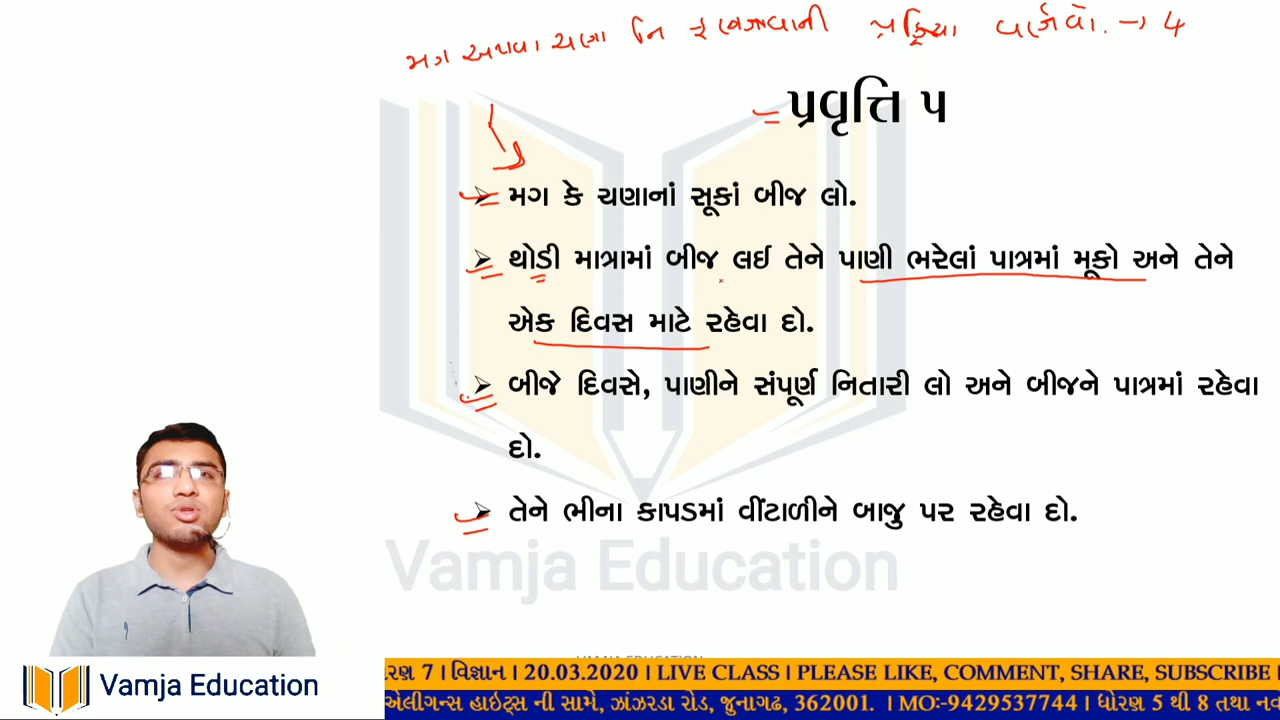 મગ અથવા ચણા ને ફણગાવાની પ્રક્રિયા વર્ણવો. → 4
પ્રવૃત્તિ ૫
➢ મગ કે ચણાનાં સૂકાં બીજ લો.
➢ થોડી માત્રામાં બીજ લઈ તેને પાણી ભરેલાં પાત્રમાં મૂકો અને તેને
એક દિવસ માટે રહેવા દો.
➢ બીજે દિવસે, પાણીને સંપૂર્ણ નિતારી લો અને બીજને પાત્રમાં રહેવા
દો.
➢ તેને ભીના કાપડમાં વીંટાળીને બાજુ પર રહેવા દો.
Vamja Education
Vamja Education
રણ 7 । વિજ્ઞાન । 20.03.2020 । LIVE CLASS । PLEASE LIKE, COMMENT, SHARE, SUBSCRIBE
એલીગન્સ હાઇટ્સ ની સામે, ઝાંઝરડા રોડ, જુનાગઢ, 362001. । MO:-9429537744 । ધોરણ 5 થી 8 તથા નવ